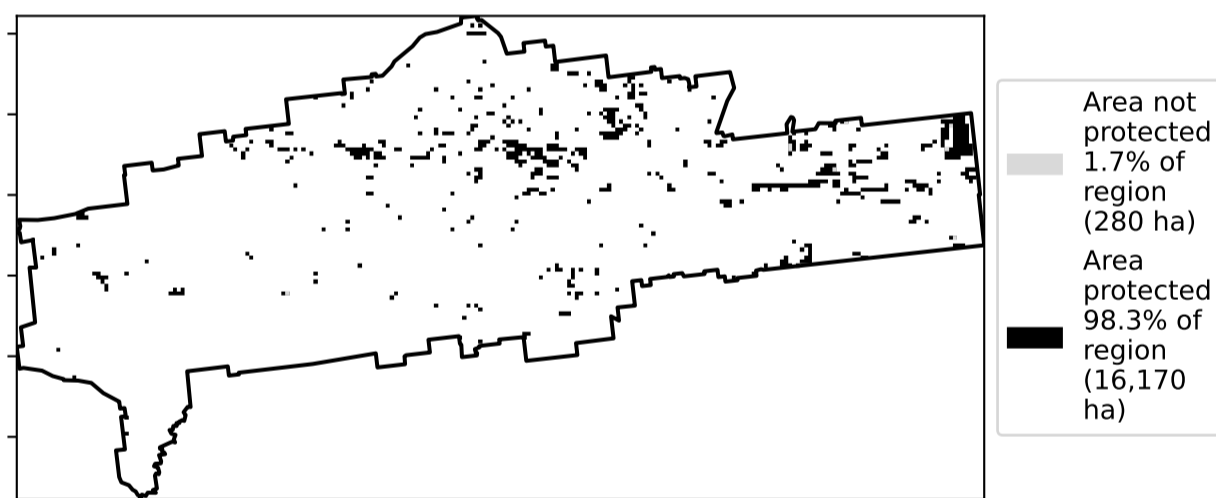 Area not
protected
1.7% of
region
(280 ha)
Area
protected
98.3% of
region
(16,170
ha)